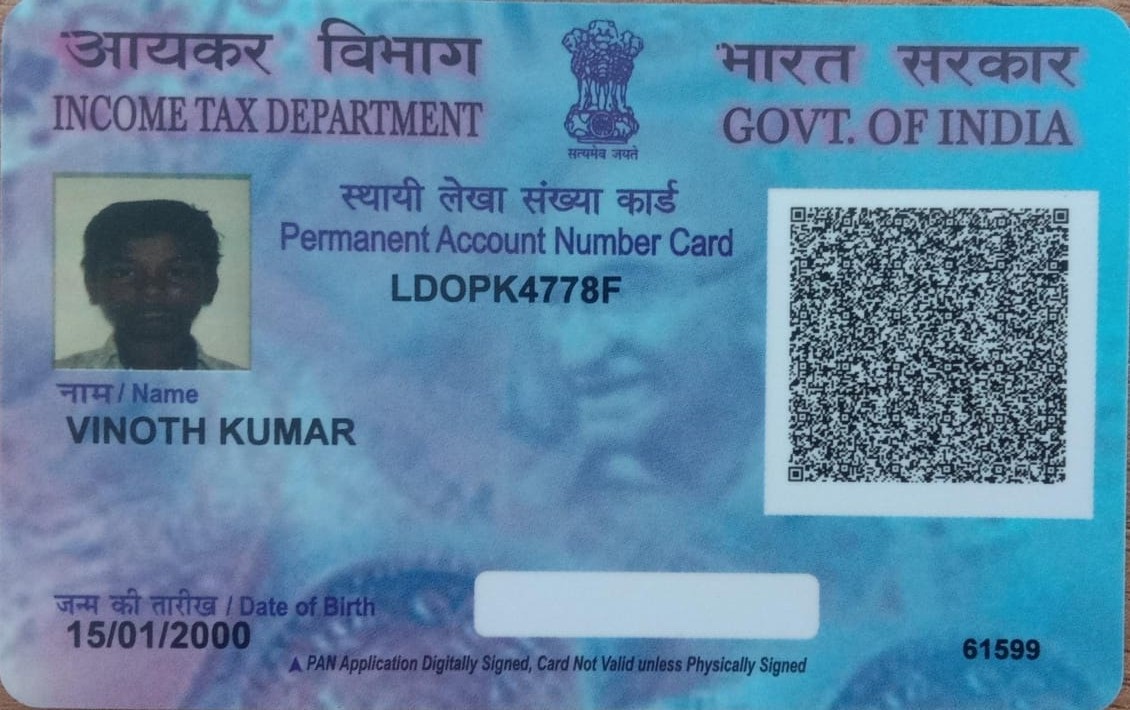 आयकर विभाग
INCOME TAX DEPARTMENT
सत्यमेव जयते
भारत सरकार
GOVT. OF INDIA
स्थायी लेखा संख्या कार्ड
Permanent Account Number Card
LDOPK4778F
नाम / Name
VINOTH KUMAR
जन्म की तारीख / Date of Birth
15/01/2000
PAN Application Digitally Signed, Card Not Valid unless Physically Signed
61599